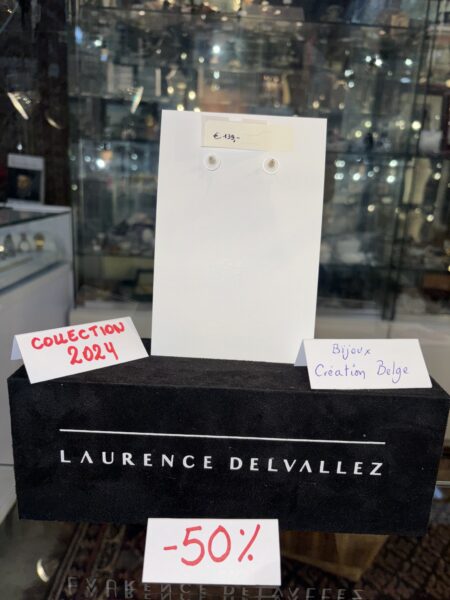 € 139,-
COLLECTION
2024
Bijoux
Création Belge
LAURENCE DELVALLEZ
-50%